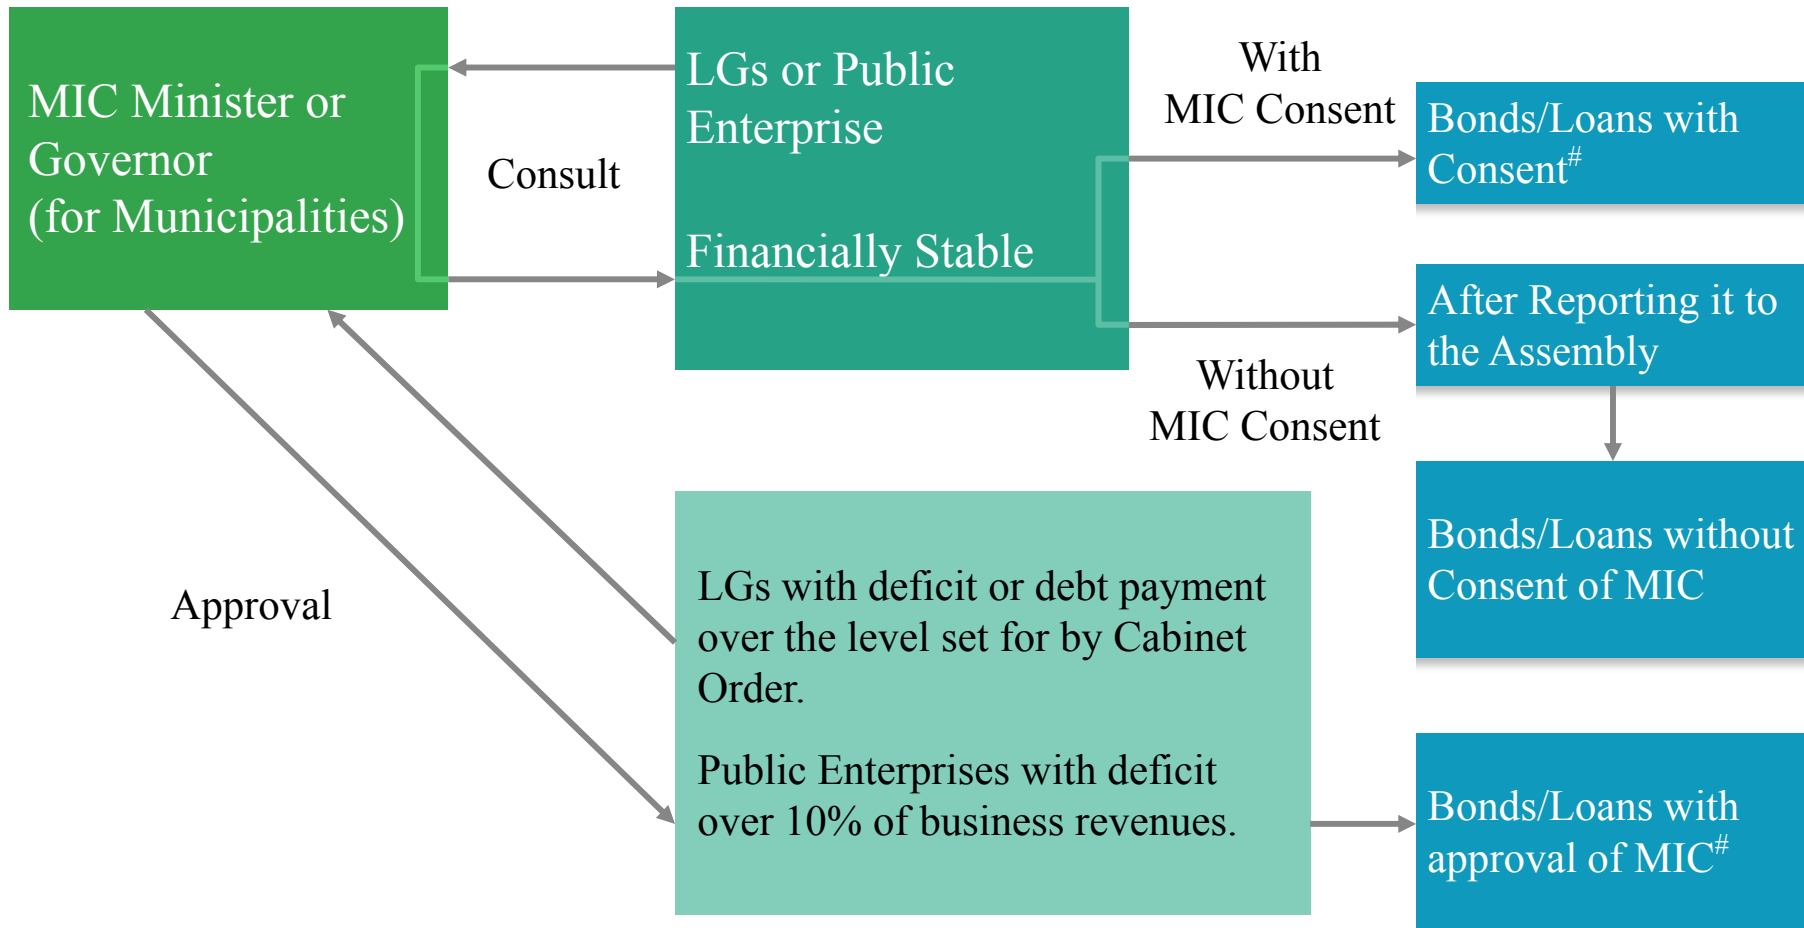 MIC Minister or
Governor
(for Municipalities)
Consult
LGs or Public
Enterprise
Financially Stable
With
MIC Consent
Bonds/Loans with
Consent#
After Reporting it to
the Assembly
Without
MIC Consent
Bonds/Loans without
Consent of MIC
Approval
LGs with deficit or debt payment
over the level set for by Cabinet
Order.
Public Enterprises with deficit
over 10% of business revenues.
Bonds/Loans with
approval of MIC#